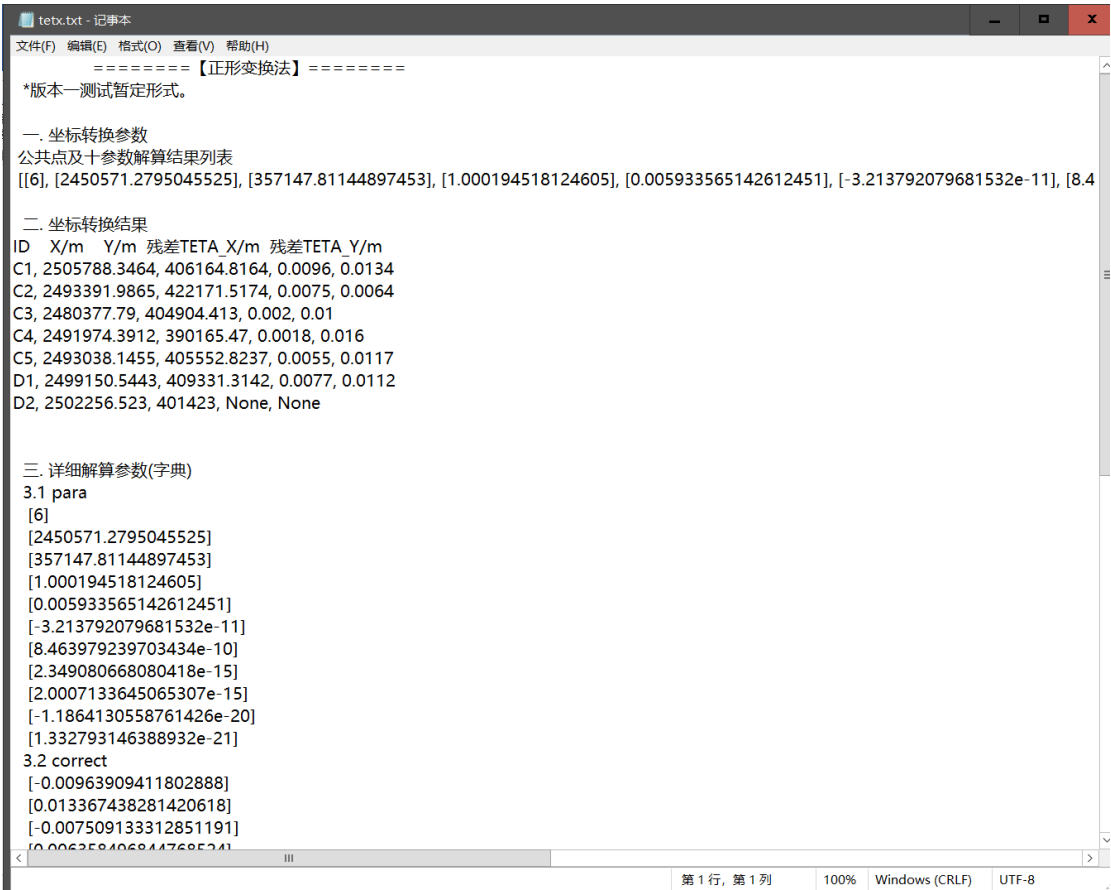 tetx.txt - 记事本
文件(F) 编辑(E) 格式(O) 查看(V) 帮助(H)
========【正形变换法】========
*版本一测试暂定形式。
一. 坐标转换参数
公共点及十参数解算结果列表
[[6], [2450571.2795045525], [357147.81144897453], [1.000194518124605], [0.005933565142612451], [-3.213792079681532e-11], [8.4
二. 坐标转换结果
ID X/m Y/m 残差TETA_X/m 残差TETA_Y/m
C1, 2505788.3464, 406164.8164, 0.0096, 0.0134
C2, 2493391.9865, 422171.5174, 0.0075, 0.0064
C3, 2480377.79, 404904.413, 0.002, 0.01
C4, 2491974.3912, 390165.47, 0.0018, 0.016
C5, 2493038.1455, 405552.8237, 0.0055, 0.0117
D1, 2499150.5443, 409331.3142, 0.0077, 0.0112
D2, 2502256.523, 401423, None, None
三. 详细解算参数(字典)
3.1 para
[6]
[2450571.2795045525]
[357147.81144897453]
[1.000194518124605]
[0.005933565142612451]
[-3.213792079681532e-11]
[8.463979239703434e-10]
[2.349080668080418e-15]
[2.0007133645065307e-15]
[-1.1864130558761426e-20]
[1.332793146388932e-21]
3.2 correct
[-0.00963909411802888]
[0.013367438281420618]
[-0.007509133312851191]
[0.006358406844768524]
第 1 行，第 1 列 100% Windows (CRLF) UTF-8